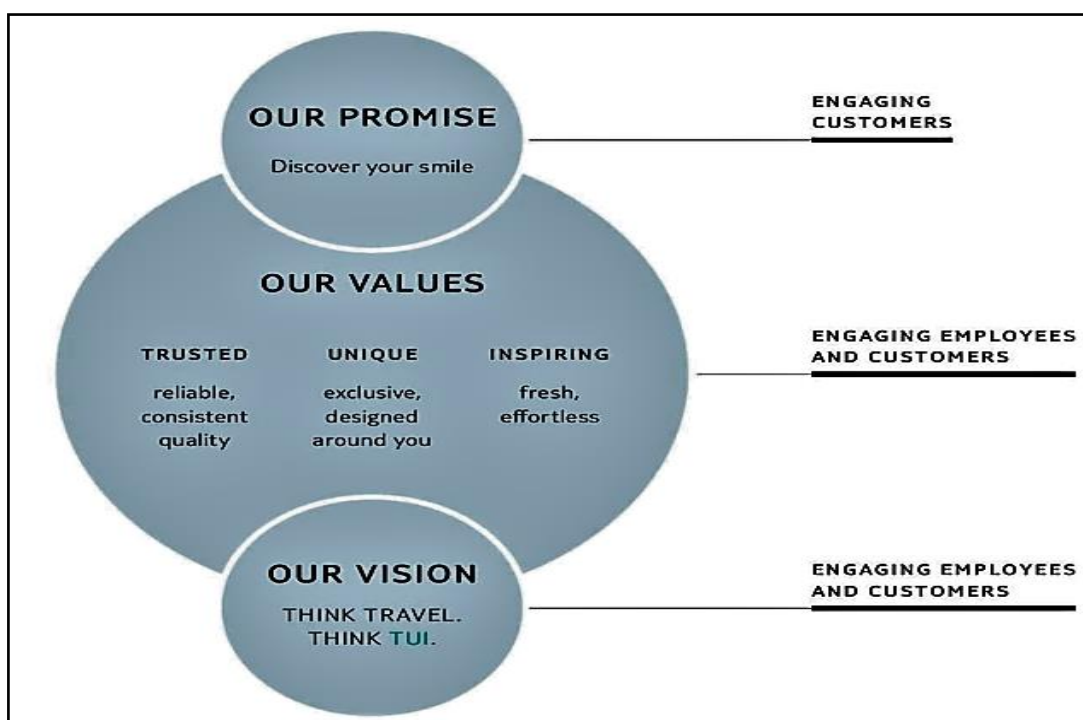 OUR PROMISE
Discover your smile
ENGAGING
CUSTOMERS
OUR VALUES
TRUSTED
reliable,
consistent
quality
UNIQUE
exclusive,
designed
around you
INSPIRING
fresh,
effortless
ENGAGING EMPLOYEES
AND CUSTOMERS
OUR VISION
THINK TRAVEL.
THINK TUI.
ENGAGING EMPLOYEES
AND CUSTOMERS